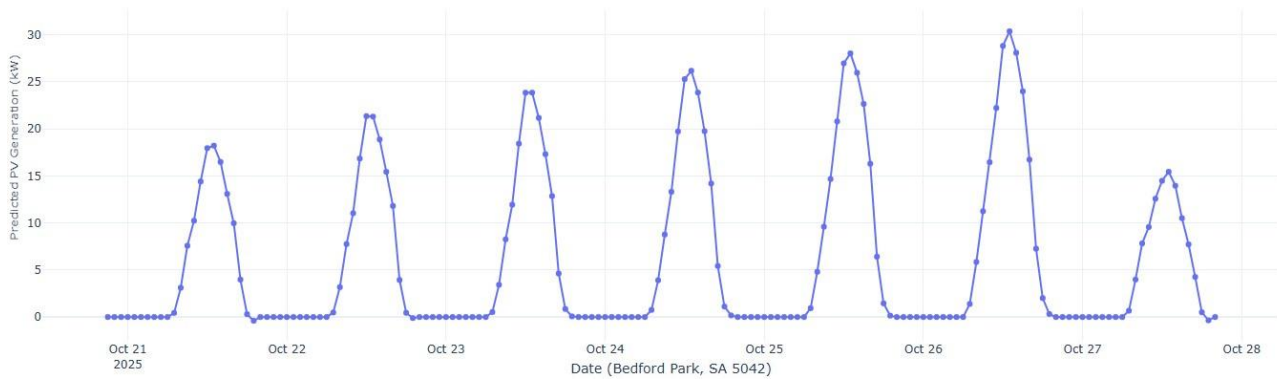 Predicted PV Generation (kW)
30
25
20
15
10
5
0
Oct 21
2025
Oct 22
Oct 23
Oct 24
Oct 25
Oct 26
Oct 27
Oct 28
Date (Bedford Park, SA 5042)